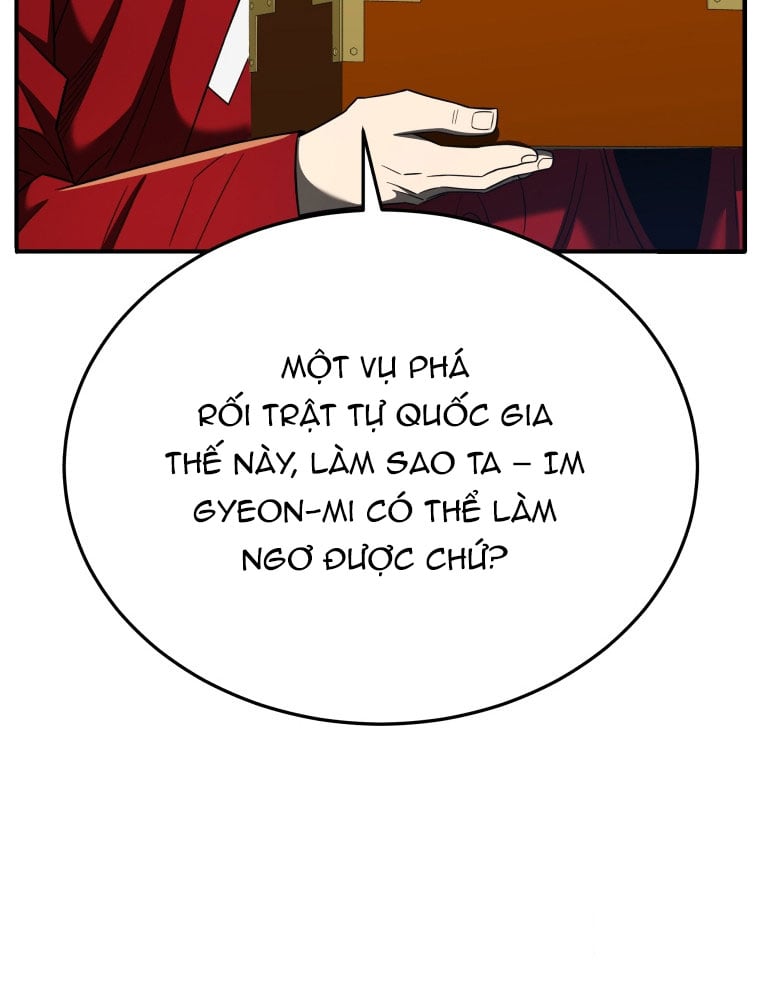 MỘT VỤ PHÁ
RỐI TRẬT TỰ QUỐC GIA
THẾ NÀY, LÀM SAO TA – IM
GYEON-MI CÓ THỂ LÀM
NGƠ ĐƯỢC CHỨ?